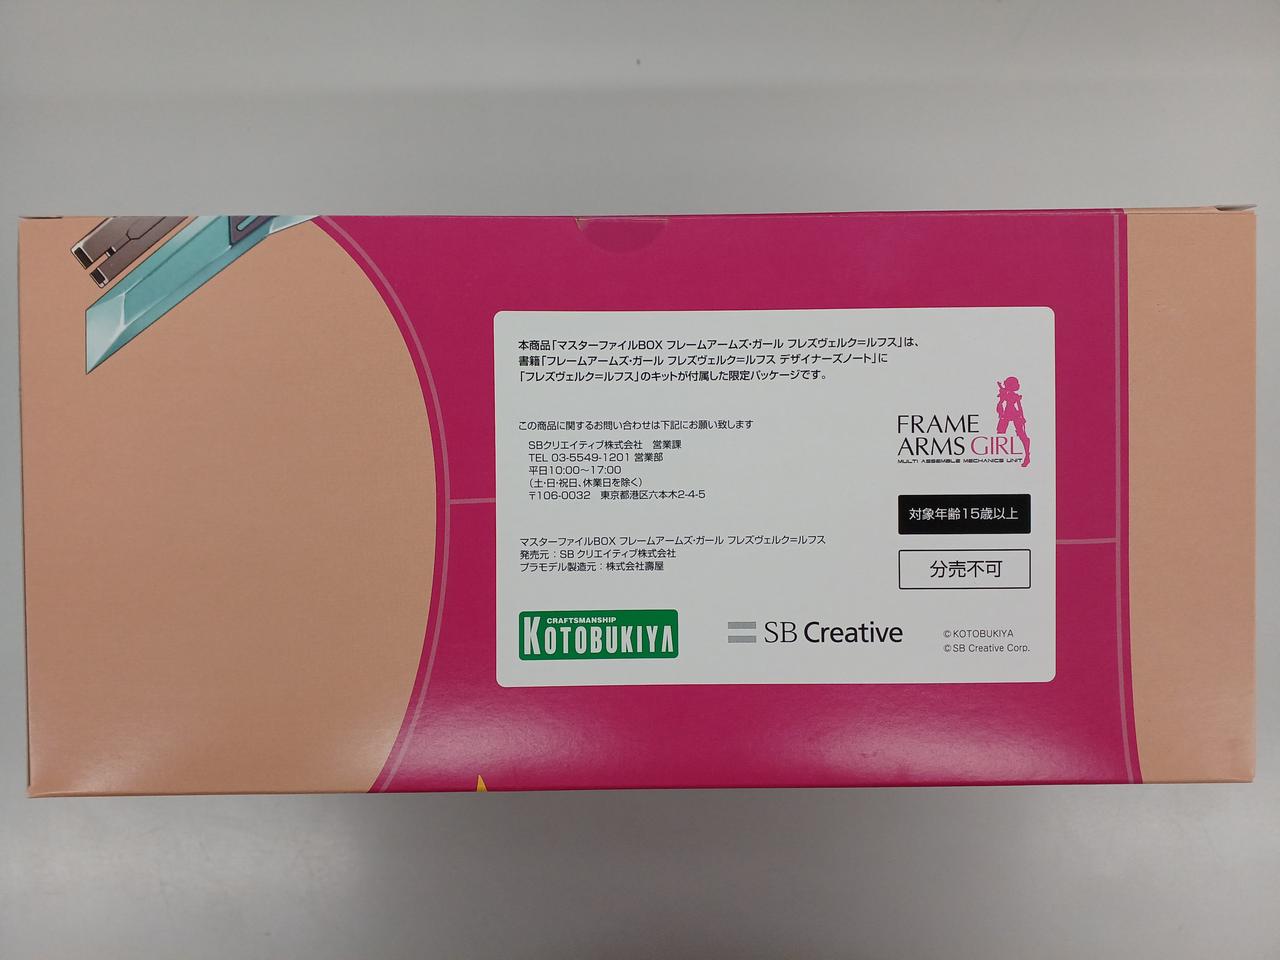 本商品「マスターファイルBOX フレームアームズ・ガール フレズヴェルク=ルフス」は、
書籍「フレームアームズ・ガール フレズヴェルク=ルフス デザイナーズノート」に
「フレズヴェルク=ルフス」のキットが付属した限定パッケージです。
この商品に関するお問い合わせは下記にお願い致します
SBクリエイティブ株式会社 営業課
TEL 03-5549-1201 営業部
平日10:00～17:00
(土・日・祝日、休業日を除く)
〒106-0032 東京都港区六本木2-4-5
マスターファイルBOX フレームアームズ・ガール フレズヴェルク=ルフス
発売元：SB クリエイティブ株式会社
プラモデル製造元：株式会社壽屋
FRAME
ARMS GIRL
MULTI ASSEMBLE MECHANICS UNIT
対象年齢15歳以上
分売不可
CRAFTSMANSHIP
KOTOBUKIYA
SB Creative
© KOTOBUKIYA
© SB Creative Corp.